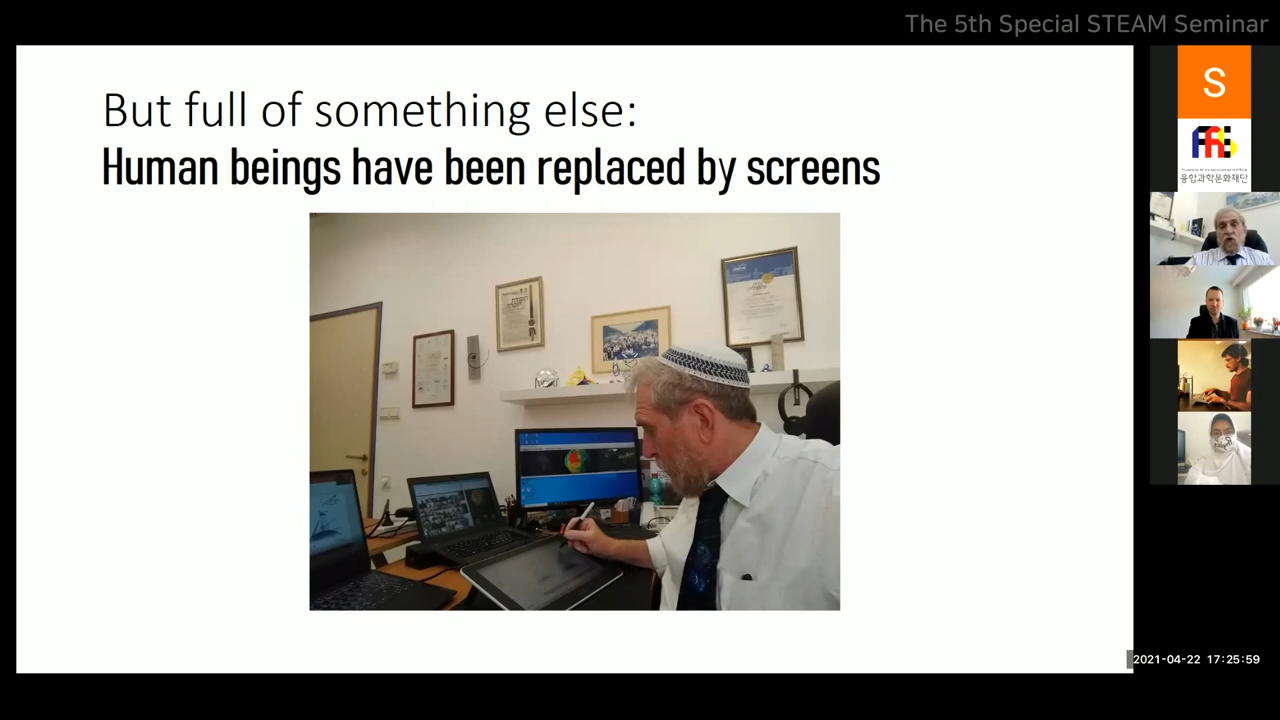 The 5th Special STEAM Seminar
But full of something else:
Human beings have been replaced by screens
S
융합과학문화재단
2021-04-22 17:25:59